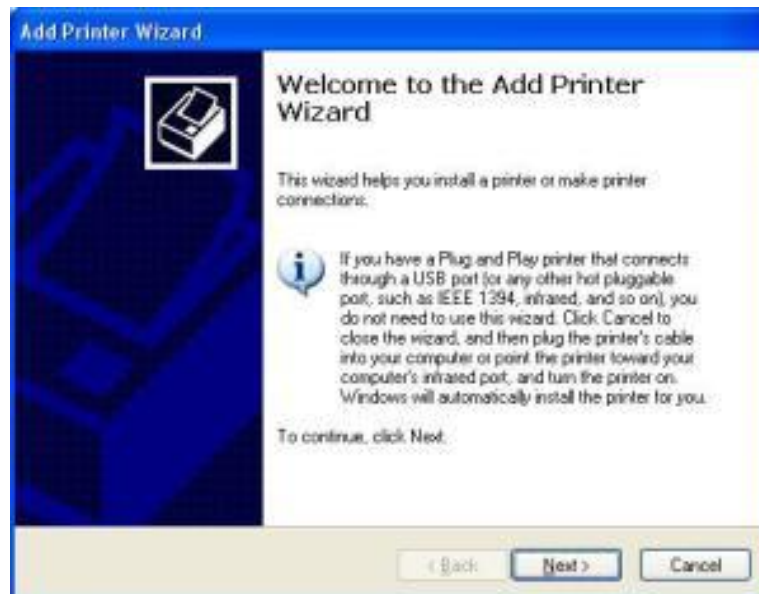 Add Printer Wizard
Welcome to the Add Printer
Wizard
This wizard helps you install a printer or make printer
connections.
If you have a Plug and Play printer that connects
through a USB port (or any other hot pluggable
port, such as IEEE 1394, infrared, and so on), you
do not need to use this wizard. Click Cancel to
close the wizard, and then plug the printer's cable
into your computer or point the printer toward your
computer's infrared port, and turn the printer on.
Windows will automatically install the printer for you.
To continue, click Next.
< Back
Next >
Cancel